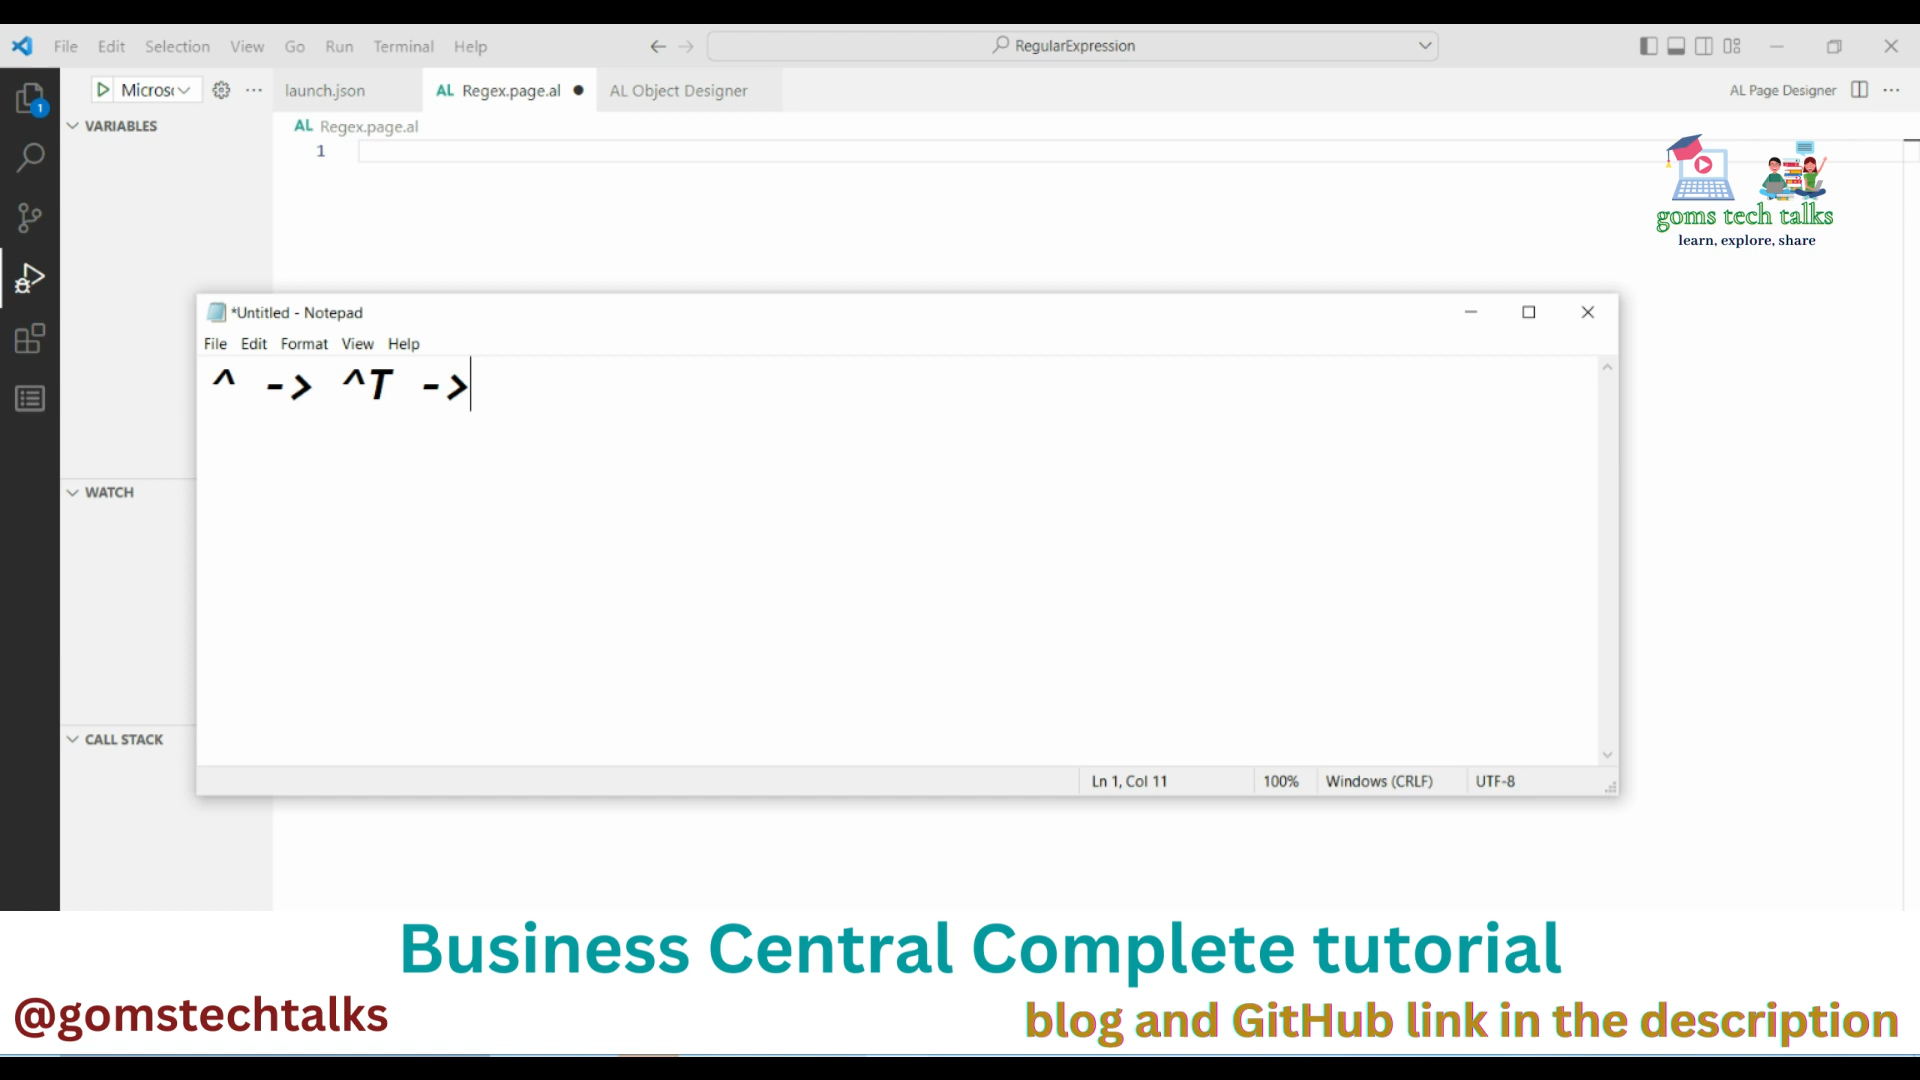 File Edit Selection View Go Run Terminal Help
RegularExpression
Microso
launch.json
AL Regex.page.al
AL Object Designer
AL Page Designer
1
VARIABLES
AL Regex.page.al
1
goms tech talks
learn, explore, share
*Untitled - Notepad
File Edit Format View Help
^ -> ^T ->
WATCH
CALL STACK
Ln 1, Col 11
100%
Windows (CRLF)
UTF-8
Business Central Complete tutorial
@gomstechtalks
blog and GitHub link in the description